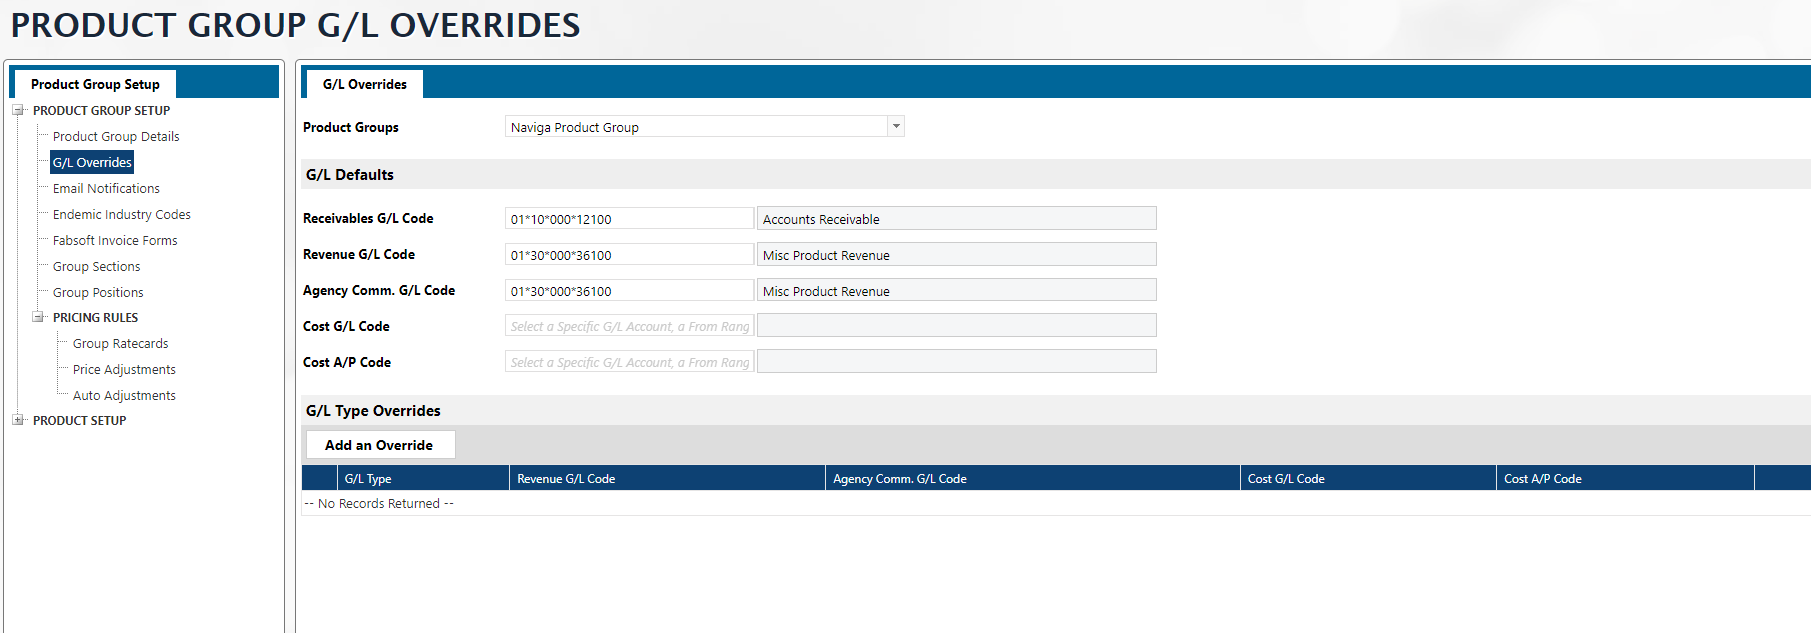 PRODUCT GROUP G/L OVERRIDES
Product Group Setup
PRODUCT GROUP SETUP
Product Group Details
G/L Overrides
Email Notifications
Endemic Industry Codes
Fabsoft Invoice Forms
Group Sections
Group Positions
PRICING RULES
Group Ratecards
Price Adjustments
Auto Adjustments
PRODUCT SETUP
G/L Overrides
Product Groups Naviga Product Group
G/L Defaults
Receivables G/L Code 01*10*000*12100 Accounts Receivable
Revenue G/L Code 01*30*000*36100 Misc Product Revenue
Agency Comm. G/L Code 01*30*000*36100 Misc Product Revenue
Cost G/L Code Select a Specific G/L Account, a From Rang
Cost A/P Code Select a Specific G/L Account, a From Rang
G/L Type Overrides
Add an Override
G/L Type Revenue G/L Code Agency Comm. G/L Code Cost G/L Code Cost A/P Code
-- No Records Returned --